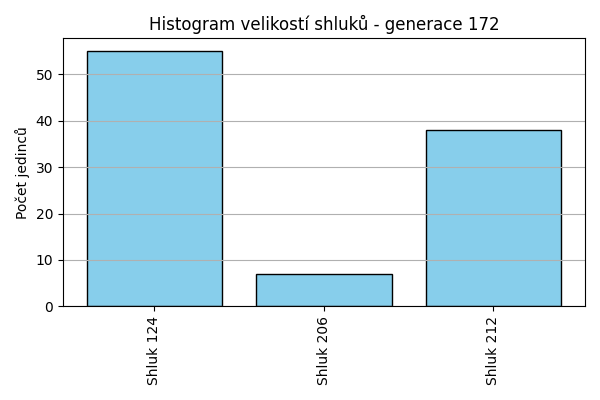 Histogram velikostí shluků - generace 172
Počet jedinců
50
40
30
20
10
0
Shluk 124
Shluk 206
Shluk 212